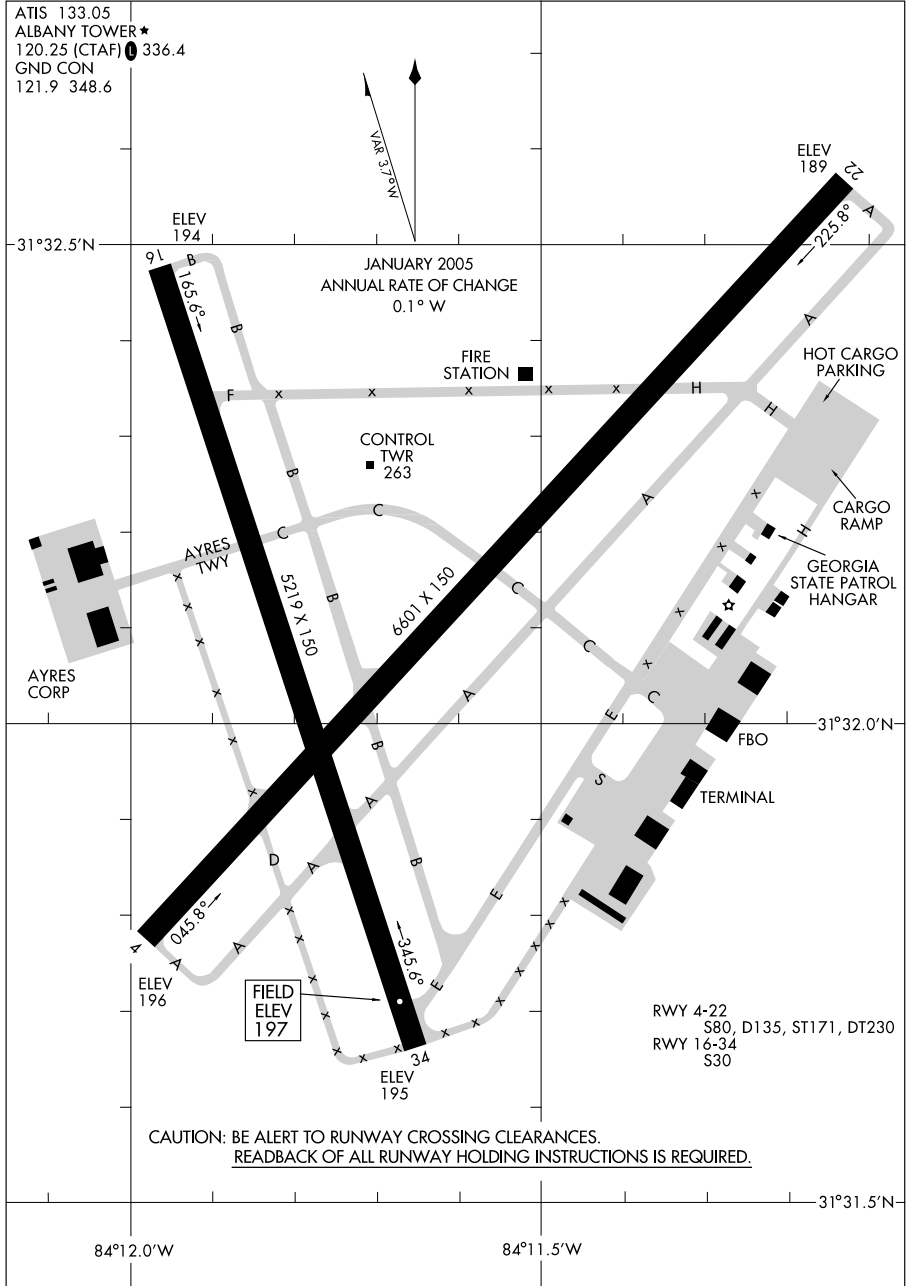 ATIS 133.05
ALBANY TOWER★
120.25 (CTAF) L 336.4
GND CON
121.9 348.6
VAR 3.7°W
ELEV
189
22
A
225.8°
ELEV
194
31°32.5'N
16
B
165.6°
JANUARY 2005
ANNUAL RATE OF CHANGE
0.1° W
B
A
FIRE
STATION
HOT CARGO
PARKING
F
x
x
x
x
x
H
H
CONTROL
TWR
263
B
A
x
CARGO
RAMP
C
C
AYRES
TWY
x
H
GEORGIA
STATE PATROL
HANGAR
5219 X 150
6601 X 150
B
C
x
x
x
x
C
x
AYRES
CORP
x
A
C
E
31°32.0'N
x
B
FBO
S
TERMINAL
x
A
D
A
B
E
x
x
x
x
x
x
x
x
045.8°
A
A
4
ELEV
196
345.6°
E
FIELD
ELEV
197
x
x
x
x
x
x
x
34
ELEV
195
RWY 4-22
S80, D135, ST171, DT230
RWY 16-34
S30
CAUTION: BE ALERT TO RUNWAY CROSSING CLEARANCES.
READBACK OF ALL RUNWAY HOLDING INSTRUCTIONS IS REQUIRED.
31°31.5'N
84°12.0'W
84°11.5'W